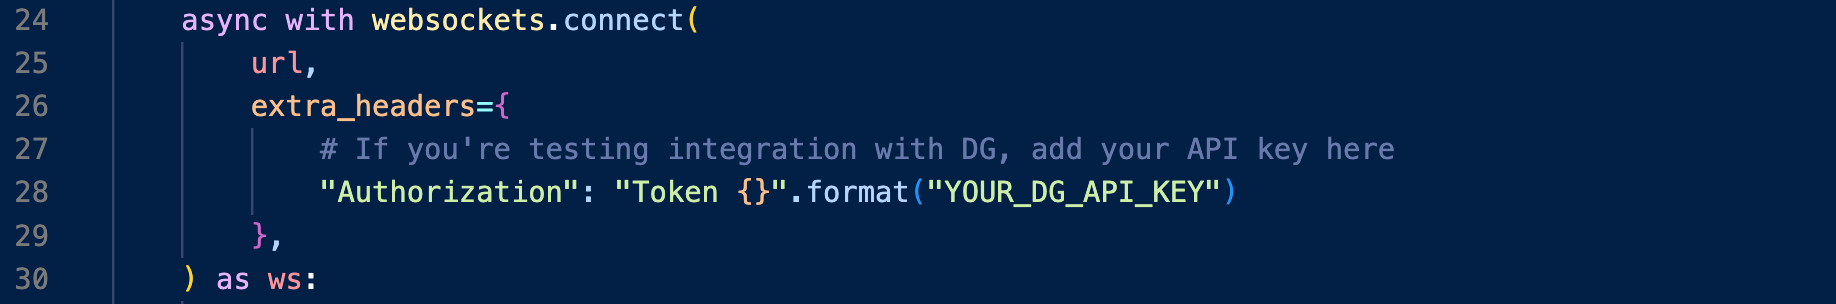 24 async with websockets.connect(
25 url,
26 extra_headers={
27 # If you're testing integration with DG, add your API key here
28 "Authorization": "Token {}".format("YOUR_DG_API_KEY")
29 },
30 ) as ws: